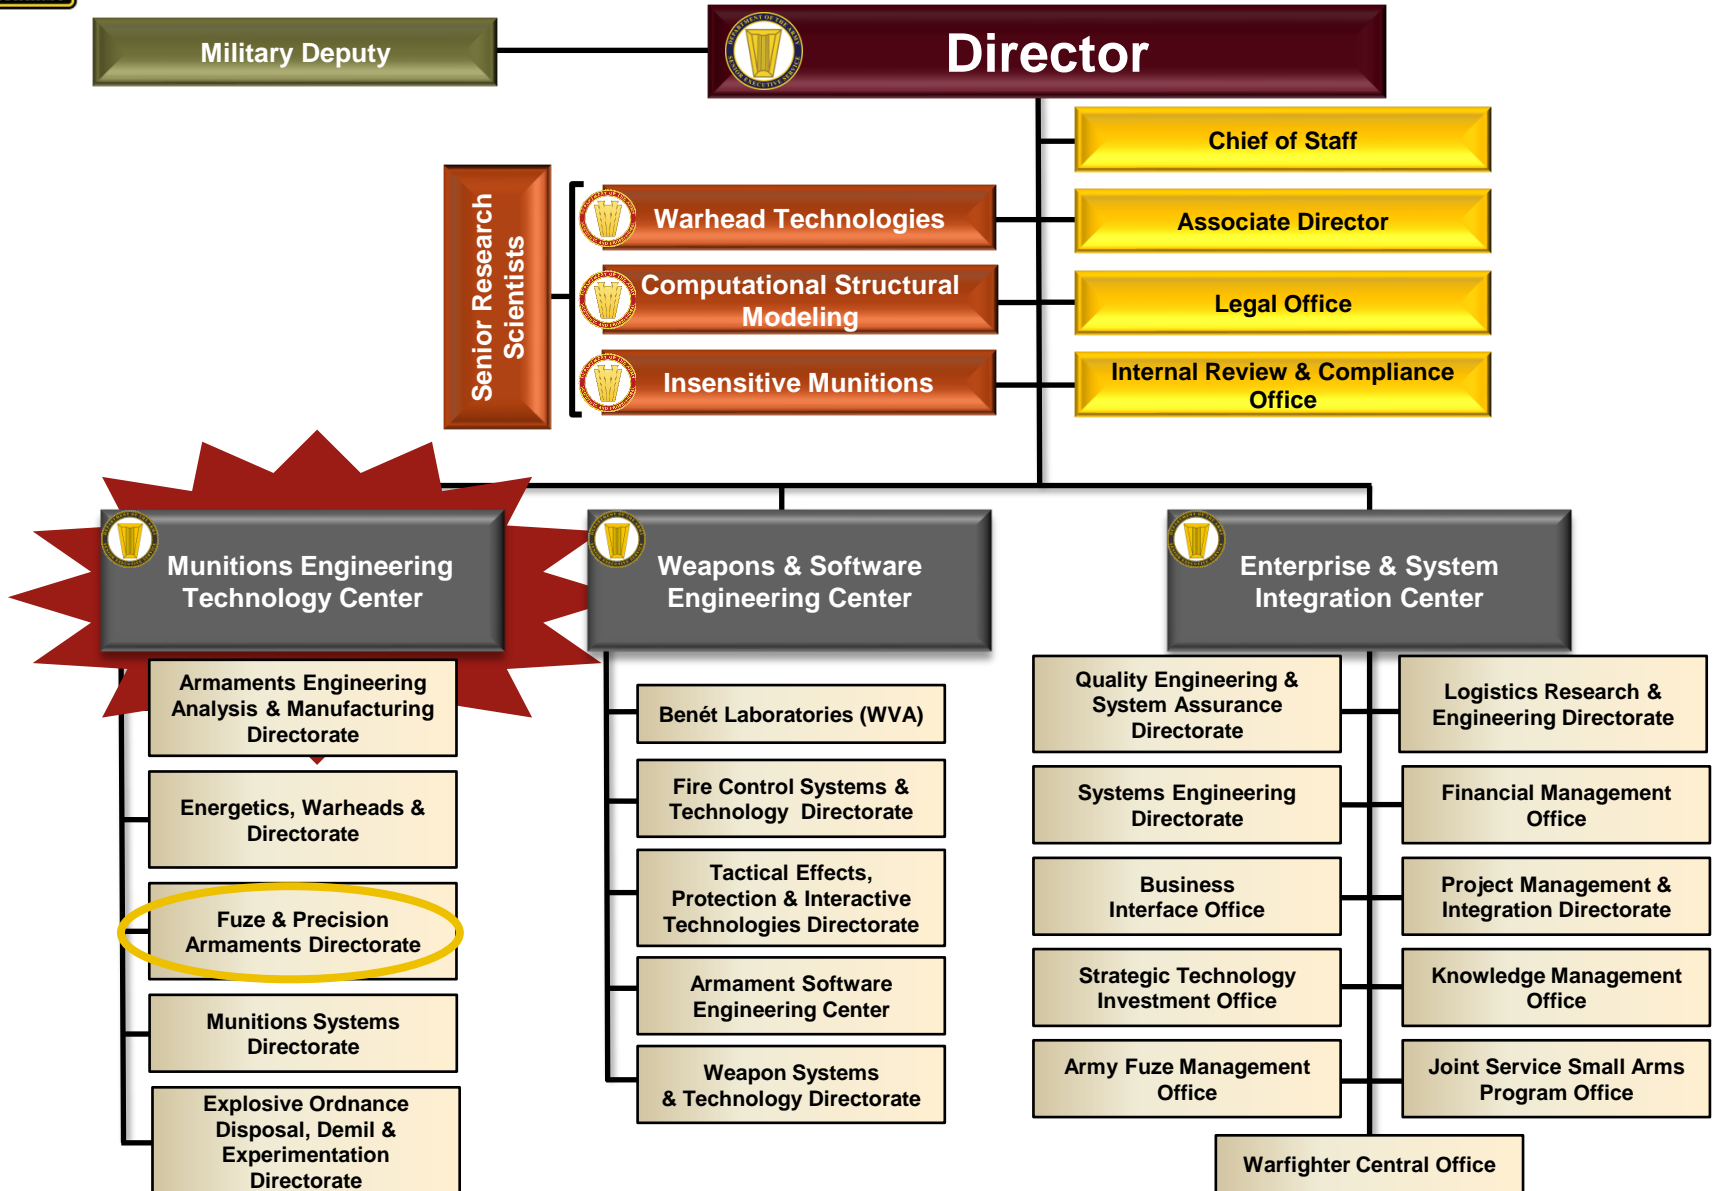 Military Deputy
Director
Chief of Staff
Senior Research
Scientists
Warhead Technologies
Associate Director
Computational Structural
Modeling
Legal Office
Insensitive Munitions
Internal Review & Compliance
Office
Munitions Engineering
Technology Center
Weapons & Software
Engineering Center
Enterprise & System
Integration Center
Armaments Engineering
Analysis & Manufacturing
Directorate
Energetics, Warheads &
Directorate
Fuze & Precision
Armaments Directorate
Munitions Systems
Directorate
Explosive Ordnance
Disposal, Demil &
Experimentation
Directorate
Benét Laboratories (WVA)
Fire Control Systems &
Technology Directorate
Tactical Effects,
Protection & Interactive
Technologies Directorate
Armament Software
Engineering Center
Weapon Systems
& Technology Directorate
Quality Engineering &
System Assurance
Directorate
Logistics Research &
Engineering Directorate
Systems Engineering
Directorate
Financial Management
Office
Business
Interface Office
Project Management &
Integration Directorate
Strategic Technology
Investment Office
Knowledge Management
Office
Army Fuze Management
Office
Joint Service Small Arms
Program Office
Warfighter Central Office